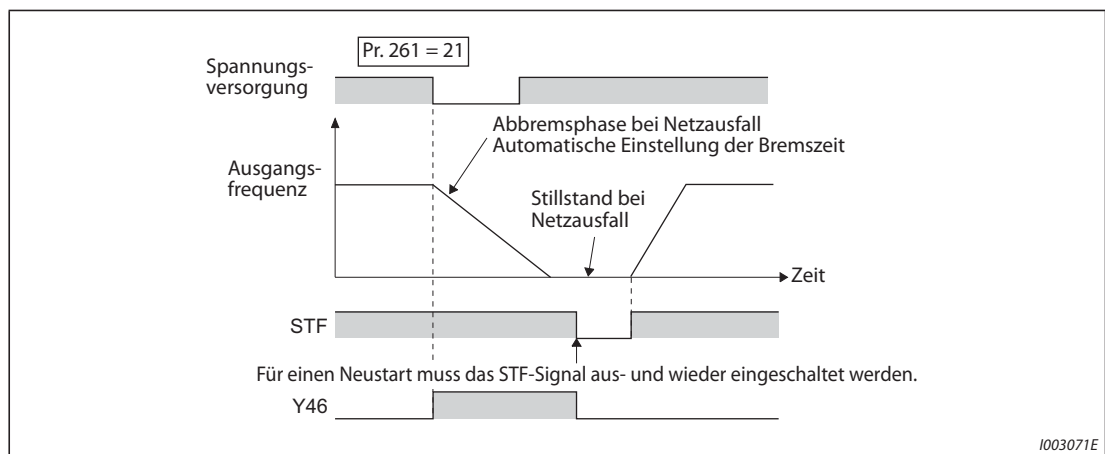 Pr. 261 = 21
Spannungs-
versorgung
Abbremsphase bei Netzausfall
Automatische Einstellung der Bremszeit
Ausgangs-
frequenz
Stillstand bei
Netzausfall
Zeit
STF
Für einen Neustart muss das STF-Signal aus- und wieder eingeschaltet werden.
Y46
I003071E